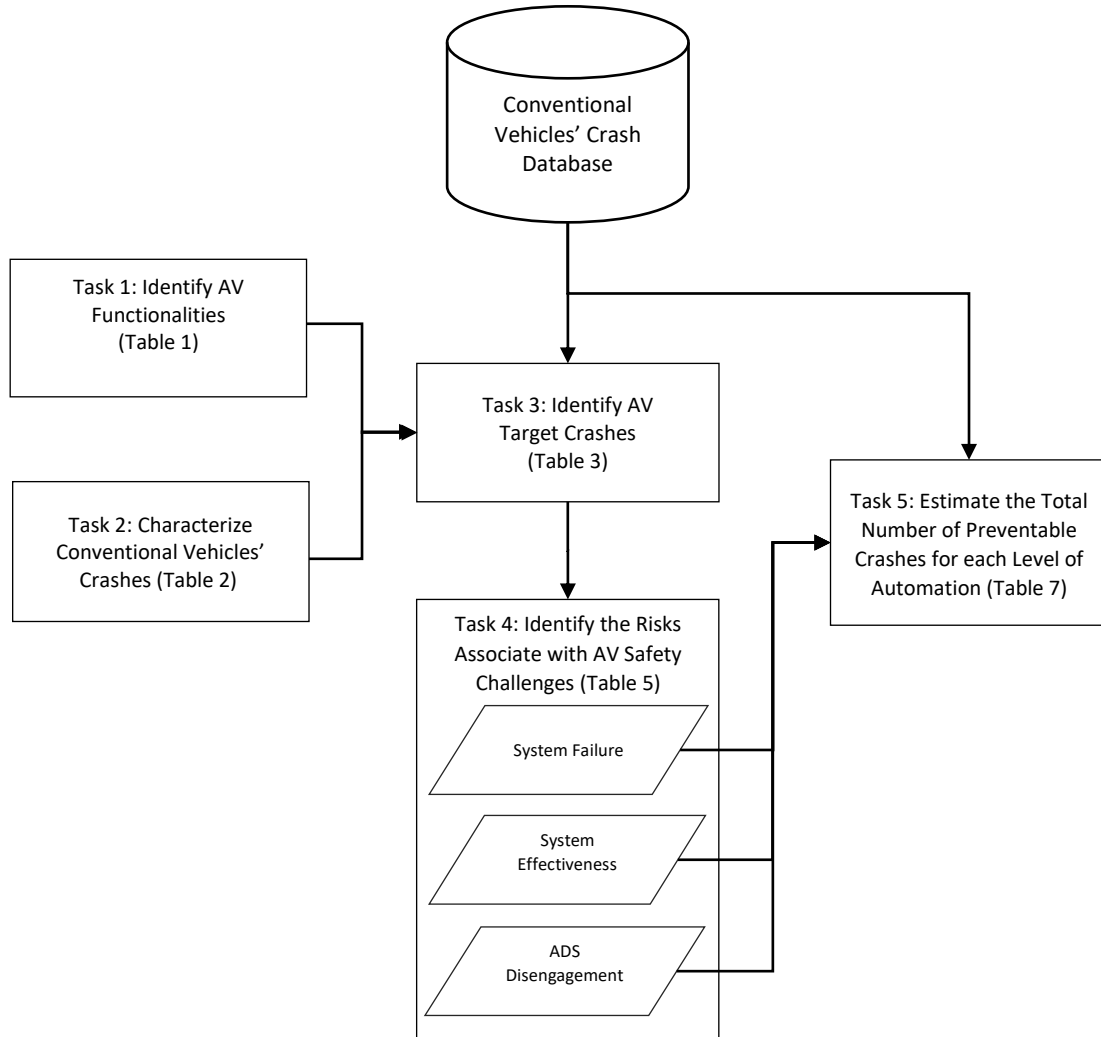 Conventional
Vehicles’ Crash
Database
Task 1: Identify AV
Functionalities
(Table 1)
Task 2: Characterize
Conventional Vehicles’
Crashes (Table 2)
Task 3: Identify AV
Target Crashes
(Table 3)
Task 4: Identify the Risks
Associate with AV Safety
Challenges (Table 5)
System Failure
System
Effectiveness
ADS
Disengagement
Task 5: Estimate the Total
Number of Preventable
Crashes for each Level of
Automation (Table 7)